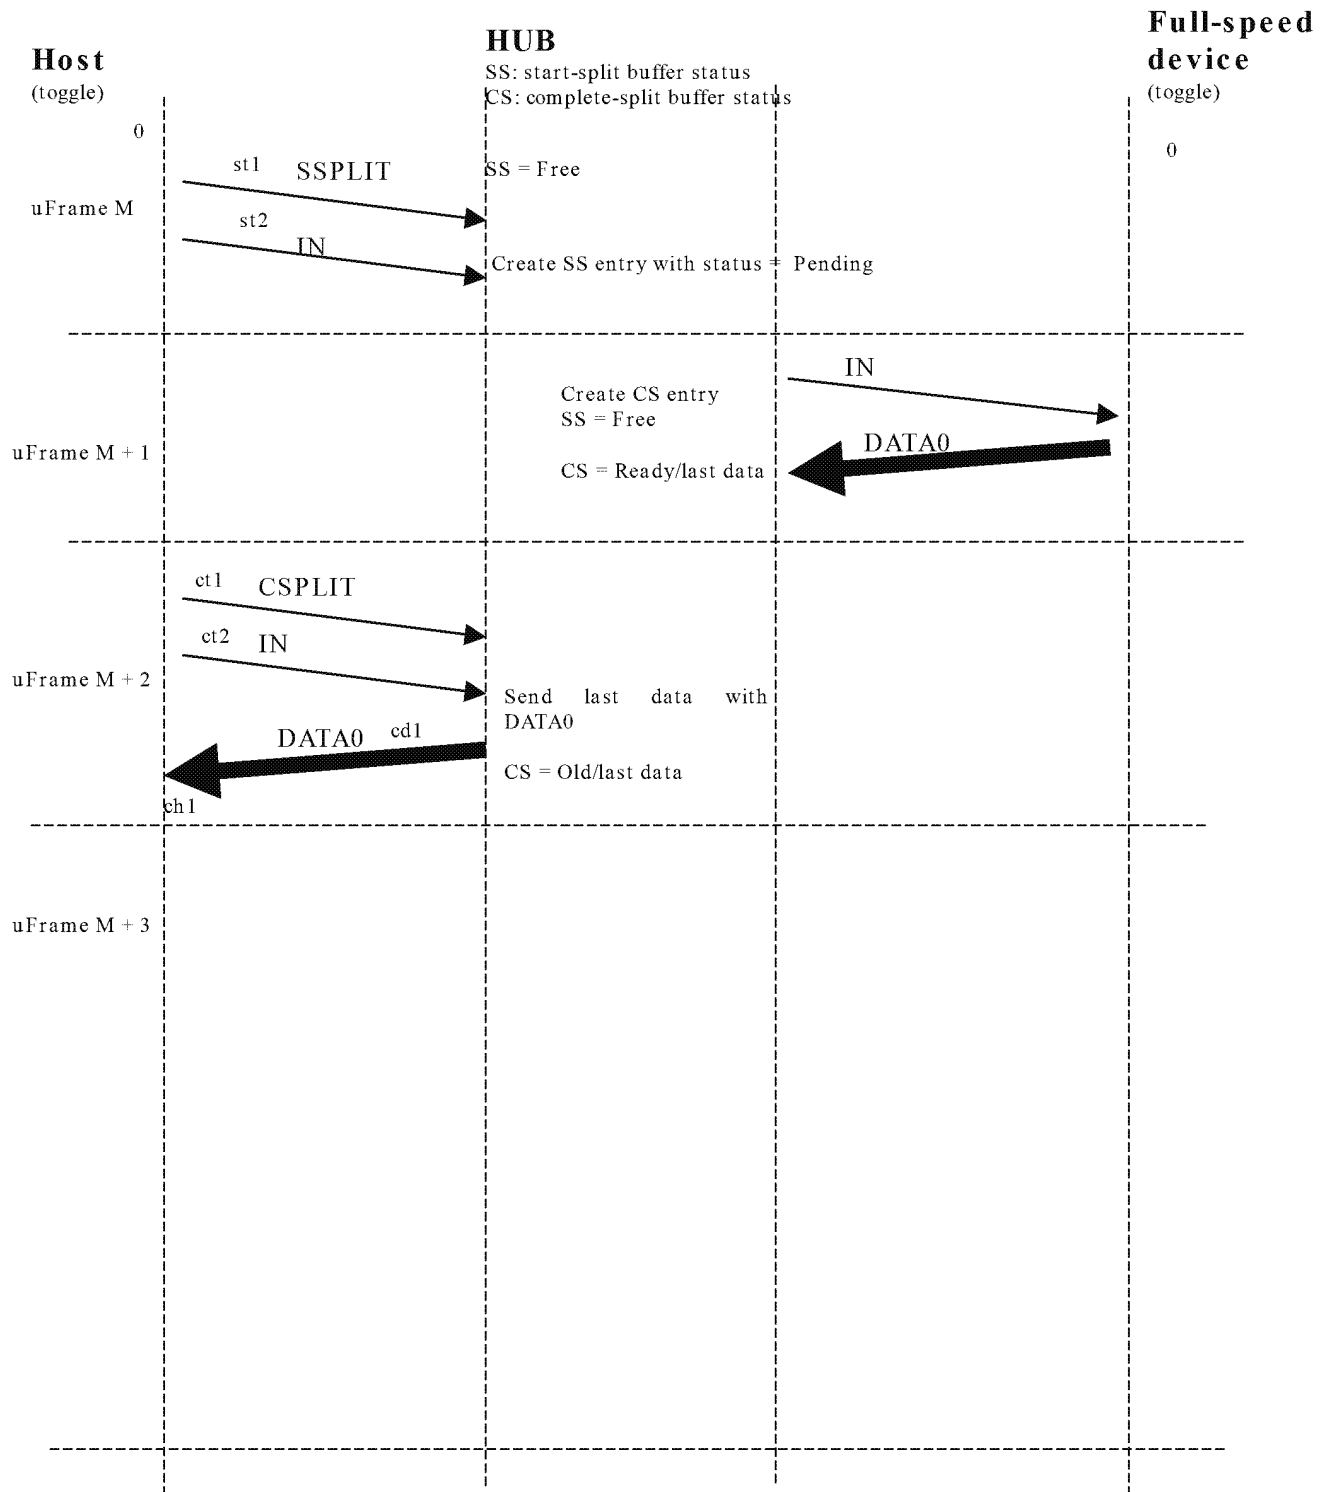 Host
(toggle)
0
HUB
SS: start-split buffer status
CS: complete-split buffer status
Full-speed
device
(toggle)
0
st1 SSPLIT
SS = Free
uFrame M
st2
IN
Create SS entry with status = Pending
IN
Create CS entry
SS = Free
uFrame M + 1
DATA0
CS = Ready/last data
ct1 CSPLIT
ct2 IN
uFrame M + 2
Send last data with
DATA0
DATA0 cd1
CS = Old/last data
ch1
uFrame M + 3